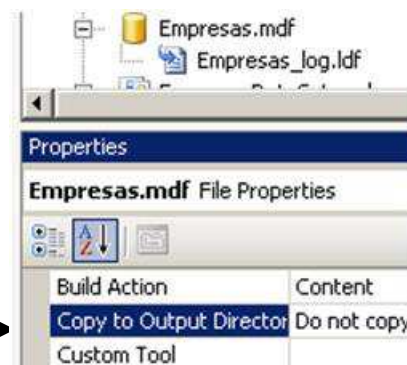 Empresas.mdf
Empresas_log.ldf
Properties
Empresas.mdf File Properties
Build Action Content
Copy to Output Director Do not copy
Custom Tool